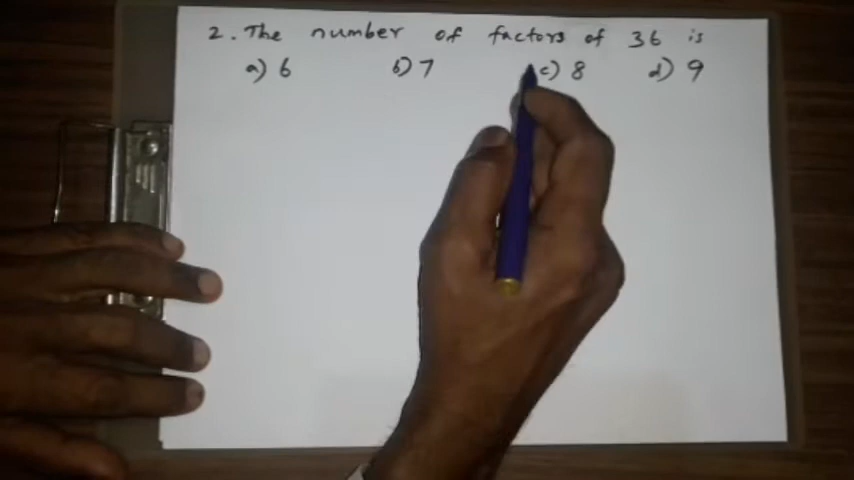 2. The number of factors of 36 is
a) 6 b) 7 c) 8 d) 9